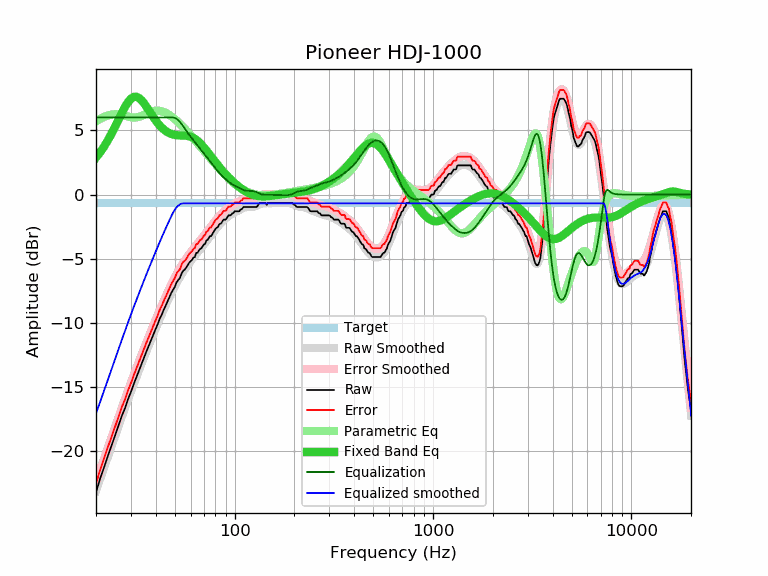 Pioneer HDJ-1000
Amplitude (dBr)
5
0
−5
−10
−15
−20
Target
Raw Smoothed
Error Smoothed
Raw
Error
Parametric Eq
Fixed Band Eq
Equalization
Equalized smoothed
100 1000 10000
Frequency (Hz)